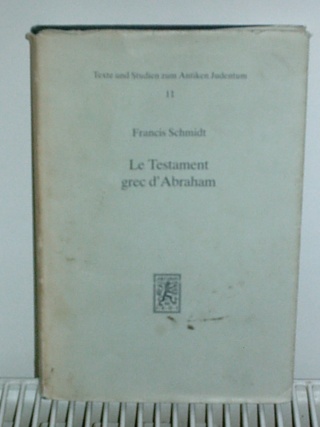 Texte und Studien zum Antiken Judentum
11
Francis Schmidt
Le Testament
grec d'Abraham